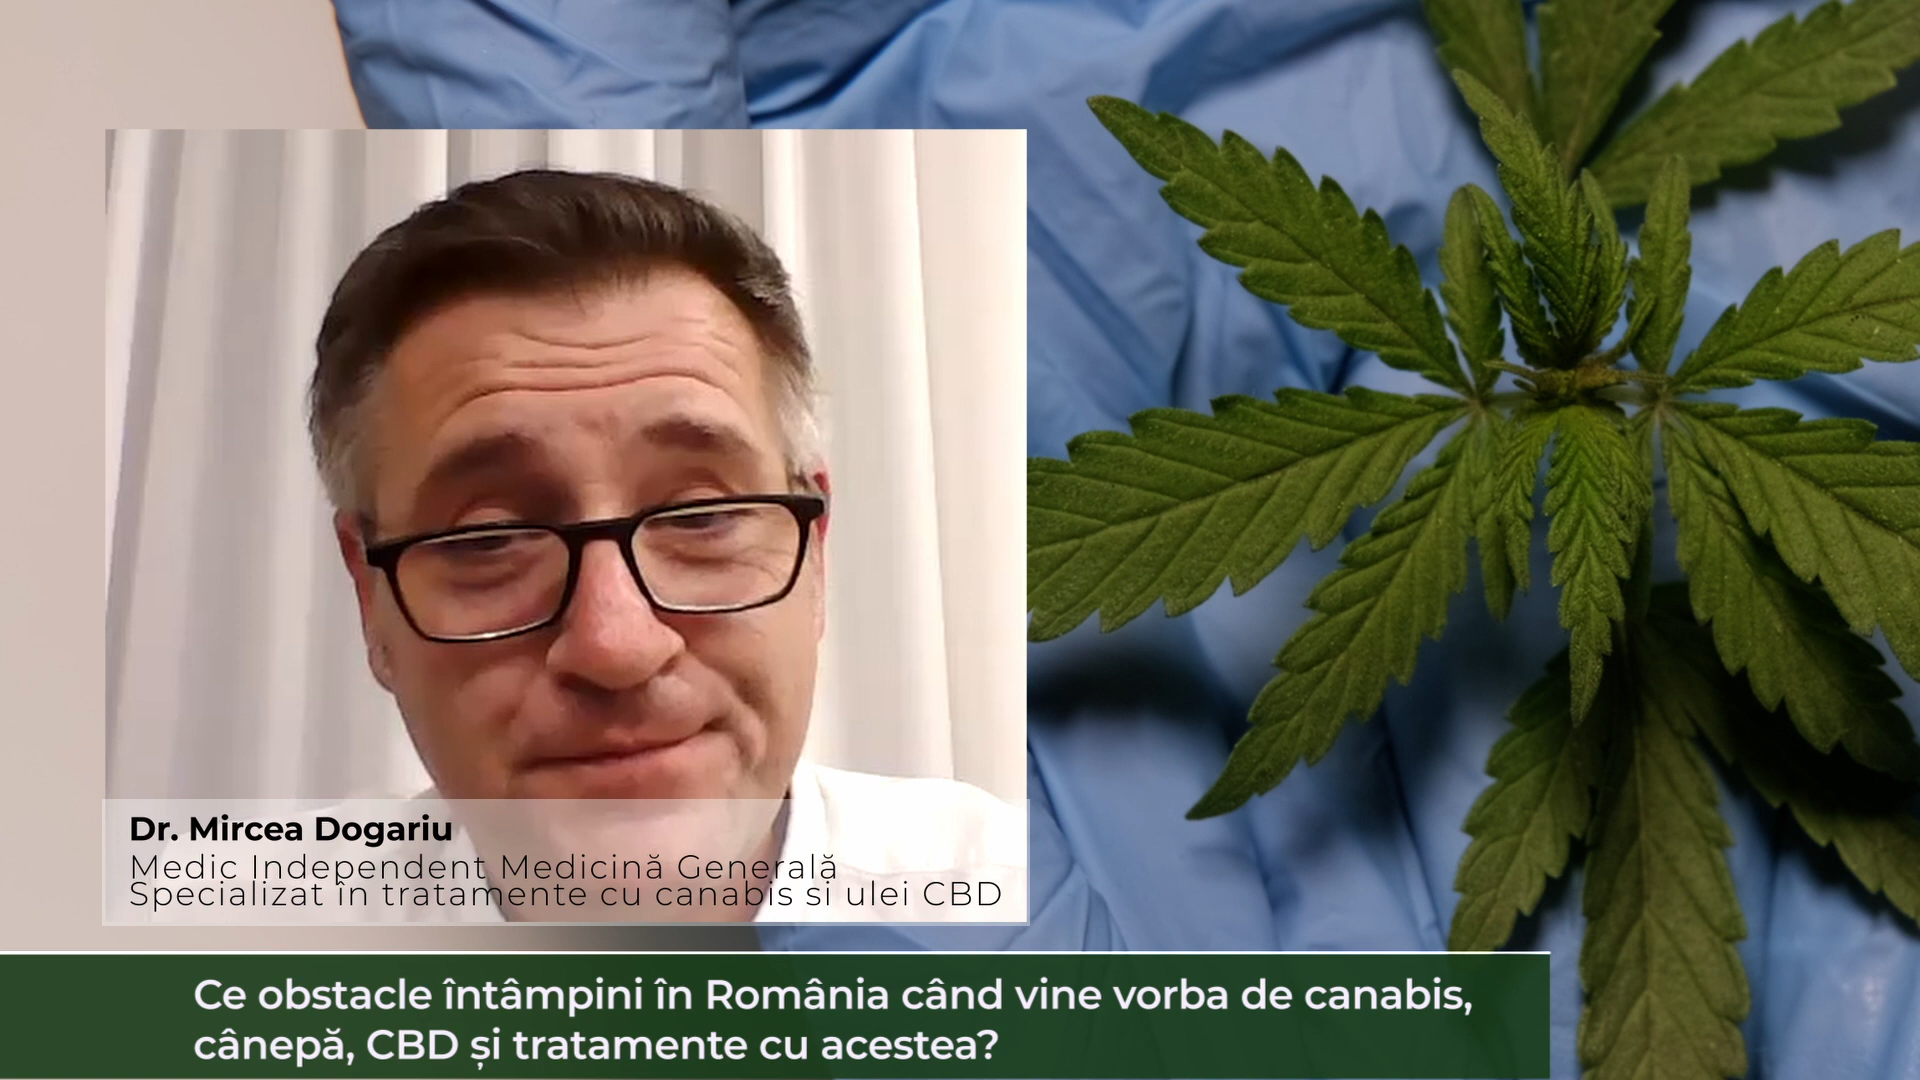 Dr. Mircea Dogariu
Medic Independent Medicină Generală
Specializat în tratamente cu canabis si ulei CBD
Ce obstacle întâmpini în România când vine vorba de canabis,
cânepă, CBD și tratamente cu acestea?